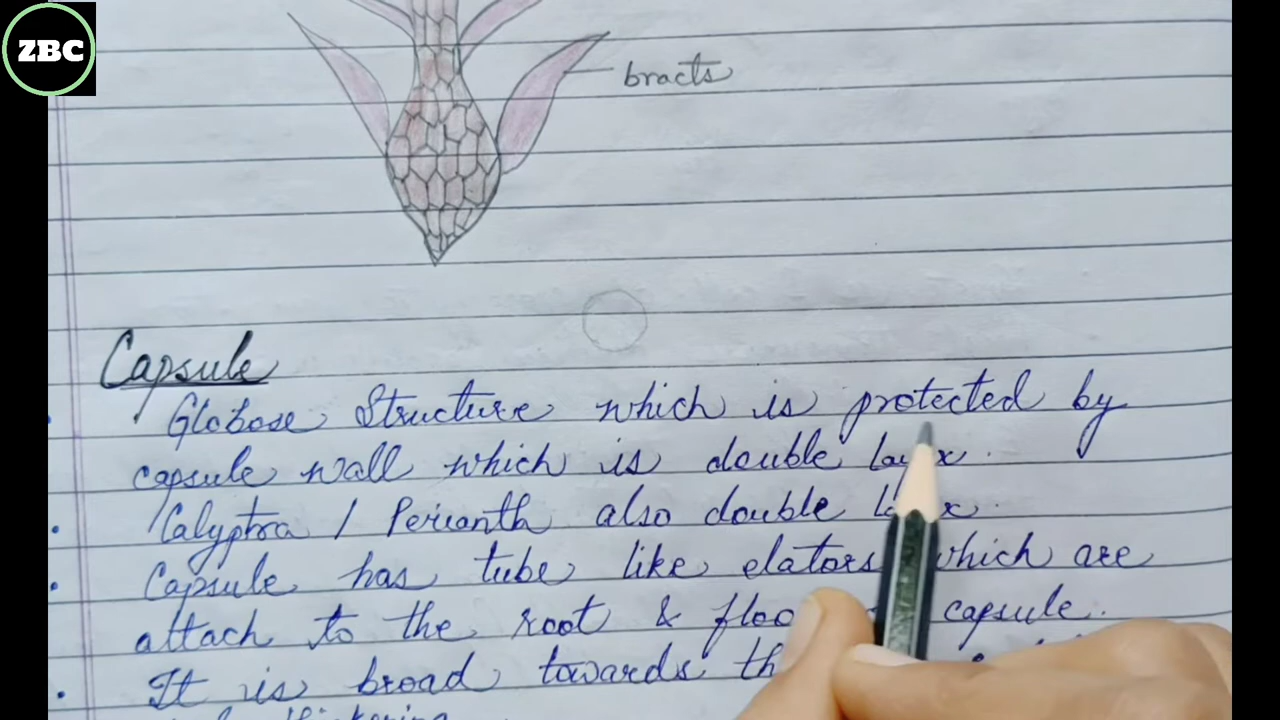 ZBC
bracts
Capsule
Globose structure which is protected by
capsule wall which is double
Calyptra / Perianth also double
Capsule has tube like elators which are
attach to the root & capsule.
It is broad towards